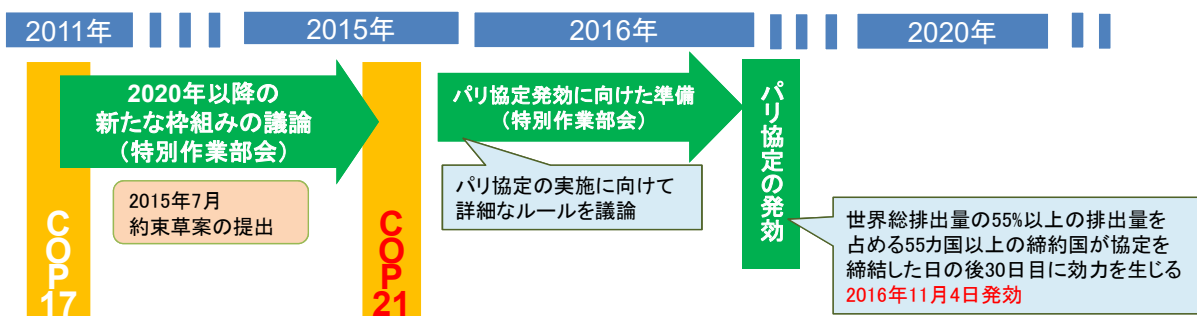 2011年
2015年
2016年
2020年
2020年以降の
新たな枠組みの議論
（特別作業部会）
パリ協定発効に向けた準備
（特別作業部会）
パリ協定の発効
パリ協定の実施に向けて
詳細なルールを議論
2015年7月
約束草案の提出
COP17
COP21
世界総排出量の55%以上の排出量を
占める55カ国以上の締約国が協定を
締結した日の後30日目に効力を生じる
2016年11月4日発効